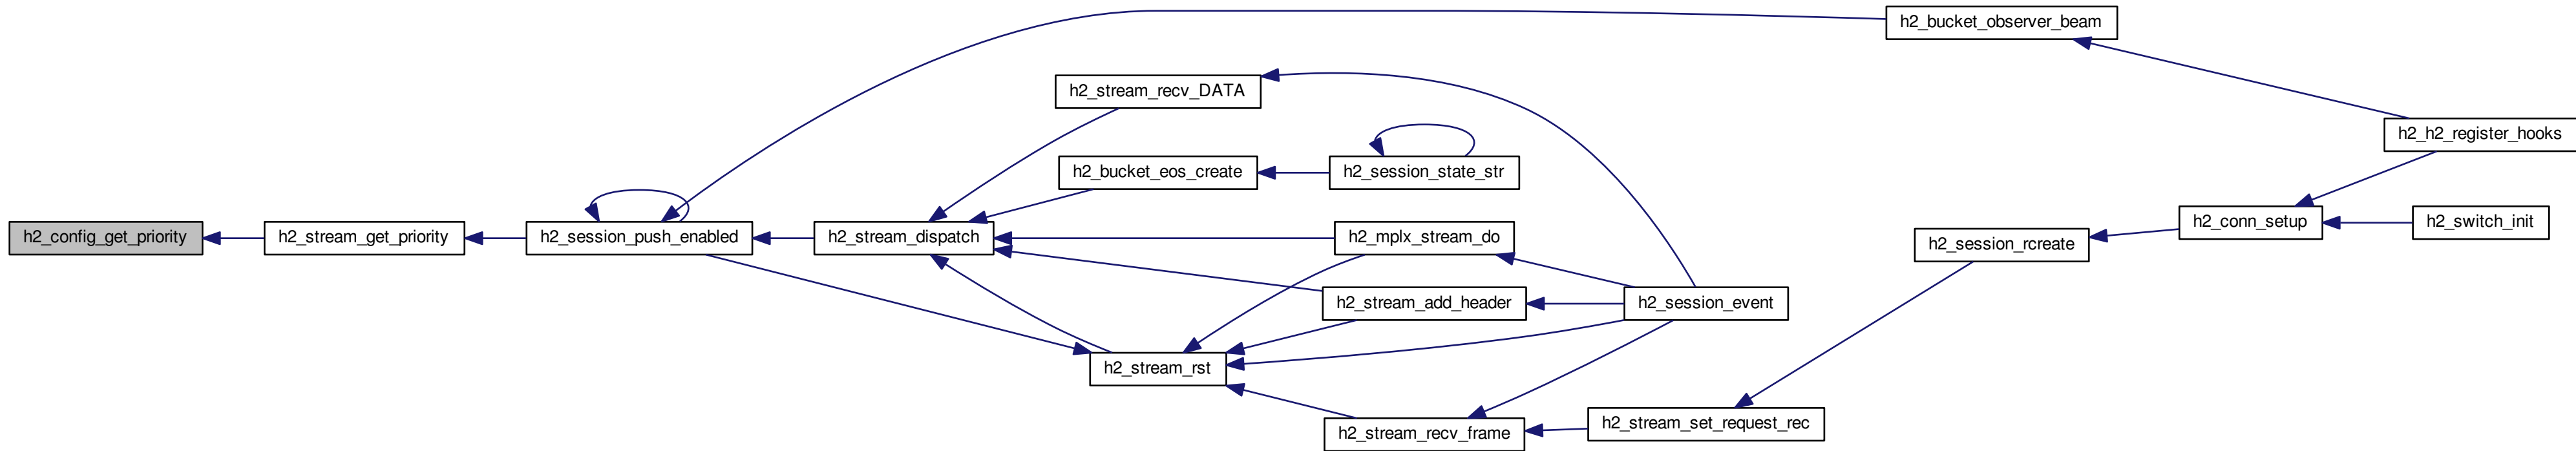 h2_bucket_observer_beam
h2_stream_recv_DATA
h2_h2_register_hooks
h2_bucket_eos_create
h2_session_state_str
h2_config_get_priority
h2_stream_get_priority
h2_session_push_enabled
h2_stream_dispatch
h2_mplx_stream_do
h2_session_rcreate
h2_conn_setup
h2_switch_init
h2_stream_add_header
h2_session_event
h2_stream_rst
h2_stream_recv_frame
h2_stream_set_request_rec